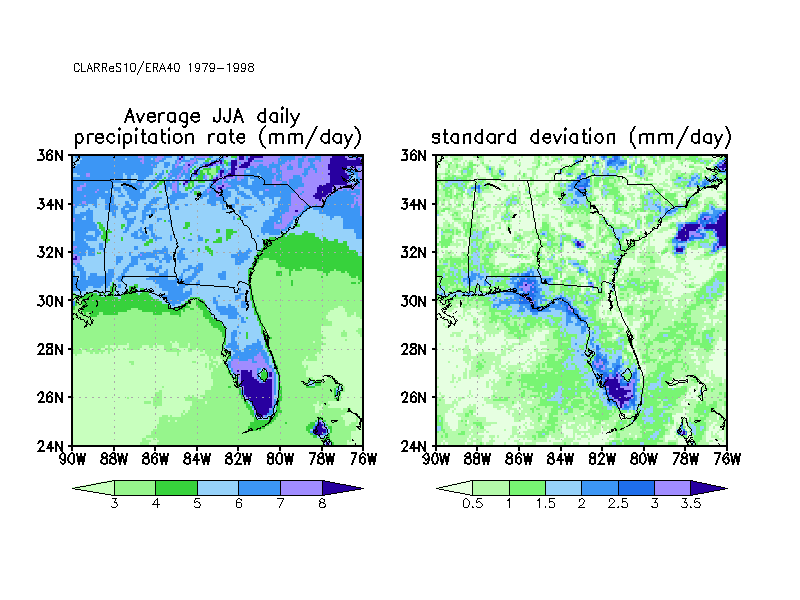 CLARReS10/ERA40 1979-1998
Average JJA daily
precipitation rate (mm/day)
standard deviation (mm/day)
36N
34N
32N
30N
28N
26N
24N
90W 88W 86W 84W 82W 80W 78W 76W
3 4 5 6 7 8
36N
34N
32N
30N
28N
26N
24N
90W 88W 86W 84W 82W 80W 78W 76W
0.5 1 1.5 2 2.5 3 3.5